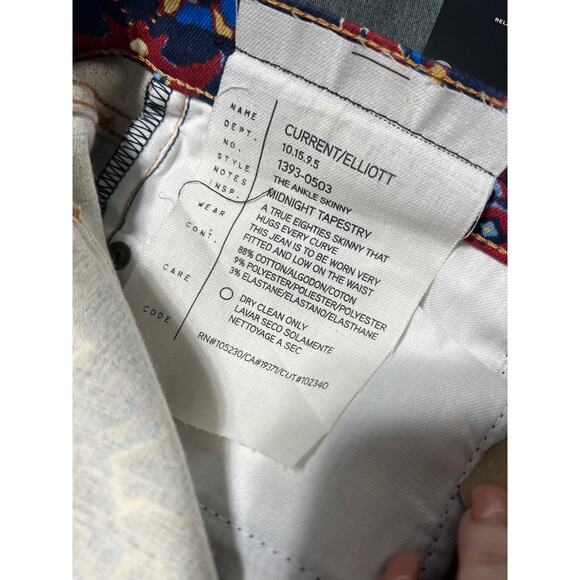 RELA
NAME
DEPT.
NO.
STYLE
NOTES
INSP.
WEAR
CONT.
CARE
CODE
CURRENT/ELLIOTT
10.15.9.5
1393-0503
THE ANKLE SKINNY
MIDNIGHT TAPESTRY
A TRUE EIGHTIES SKINNY THAT
HUGS EVERY CURVE
THIS JEAN IS TO BE WORN VERY
FITTED AND LOW ON THE WAIST
88% COTTON/ALGODON/COTON
9% POLYESTER/POLIESTER/POLYESTER
3% ELASTANE/ELASTANO/ELASTHANE
DRY CLEAN ONLY
LAVAR SECO SOLAMENTE
NETTOYAGE A SEC
RN#105230/CA#19371/CUT#102340